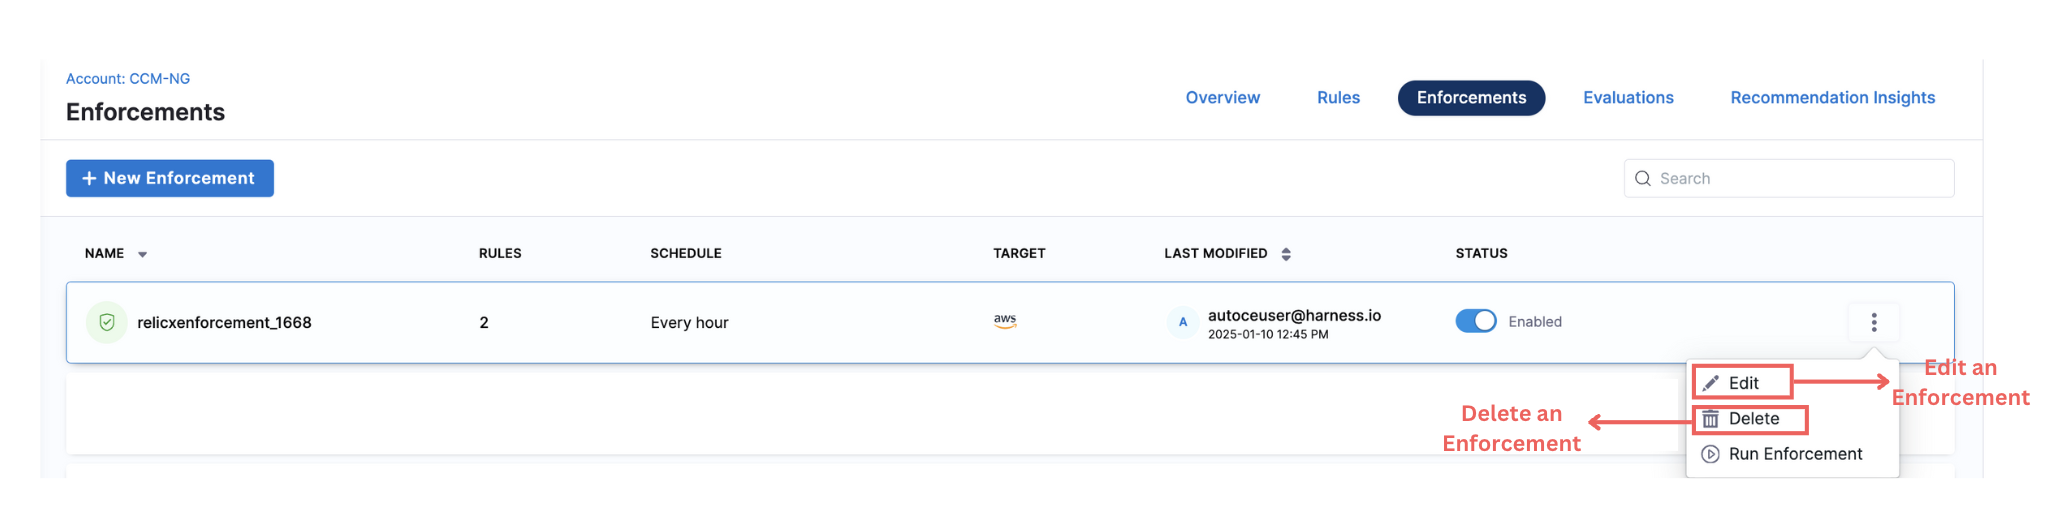 Account: CCM-NG
Enforcements
Overview
Rules
Enforcements
Evaluations
Recommendation Insights
+ New Enforcement
Search
NAME
RULES
SCHEDULE
TARGET
LAST MODIFIED
STATUS
relicxenforcement_1668
2
Every hour
aws
A
autoceuser@harness.io
2025-01-10 12:45 PM
Enabled
Edit
Edit an
Enforcement
Delete
Delete an
Enforcement
Run Enforcement